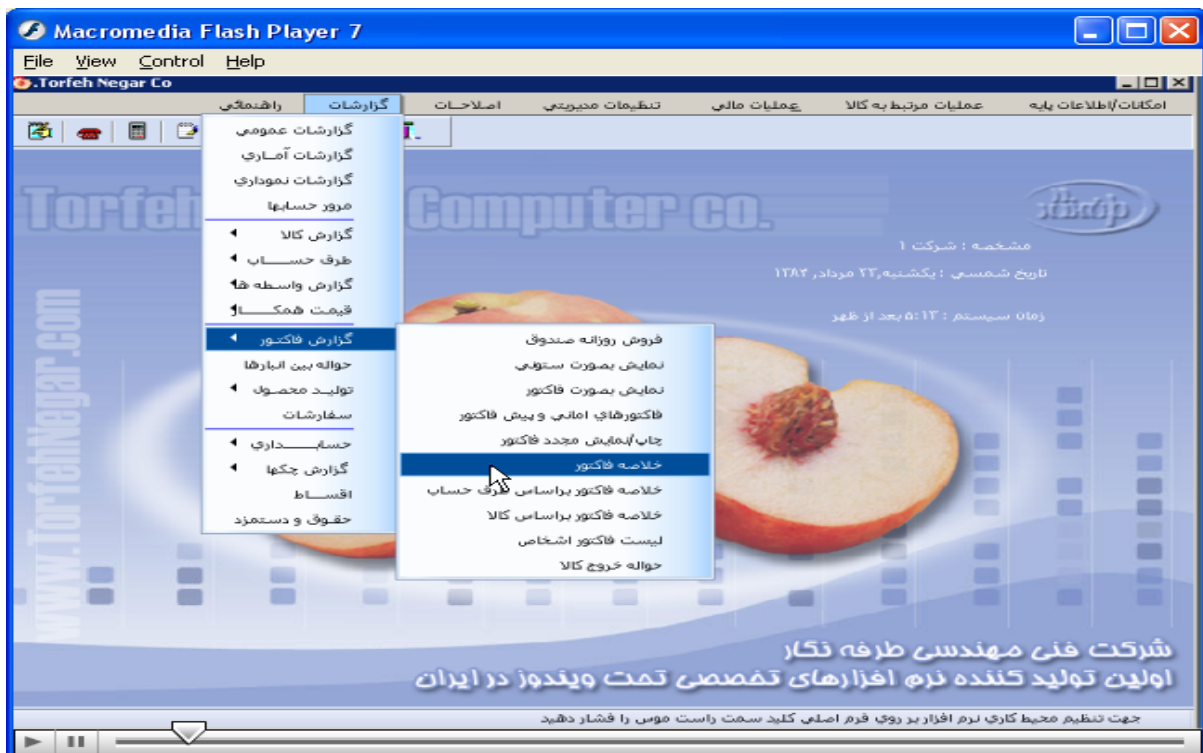 Macromedia Flash Player 7
File View Control Help
.Torfeh Negar Co
امکانات/اطلاعات پایه عملیات مرتبط به کالا عملیات مالی تنظیمات مدیریتی اصلاحات گزارشات راهنمائی
گزارشات عمومی
گزارشات آماري
گزارشات نموداري
مرور حسابها
گزارش کالا
طرف حساب
گزارش واسطه ها
قیمت همکار
گزارش فاکتور
حواله بین انبارها
تولید محصول
سفارشات
حسابداري
گزارش چکها
اقساط
حقوق و دستمزد
فروش روزانه صندوق
نمایش بصورت ستونی
نمایش بصورت فاکتور
فاکتورهاي امانی و پیش فاکتور
چاپ/نمایش مجدد فاکتور
خلاصه فاکتور
خلاصه فاکتور براساس طرف حساب
خلاصه فاکتور براساس کالا
لیست فاکتور اشخاص
حواله خروج کالا
Torfeh Computer co.
مشخصه : شرکت ۱
تاریخ شمسی : یکشنبه,۲۳ مرداد, ۱۳۸۴
زمان سیستم : ۵:۱۳ بعد از ظهر
www.TorfehNegar.com
شرکت فنی مهندسی طرفه نگار
اولین تولید کننده نرم افزارهای تخصصی تحت ویندوز در ایران
جهت تنظیم محیط کاري نرم افزار بر روي فرم اصلی کلید سمت راست موس را فشار دهید